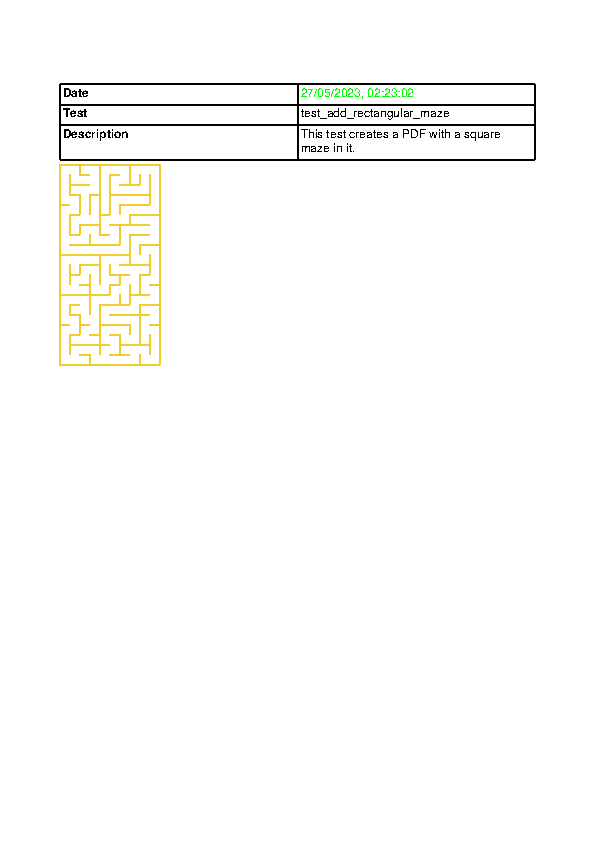 Date 27/05/2023, 02:23:02
Test test_add_rectangular_maze
Description This test creates a PDF with a square
maze in it.